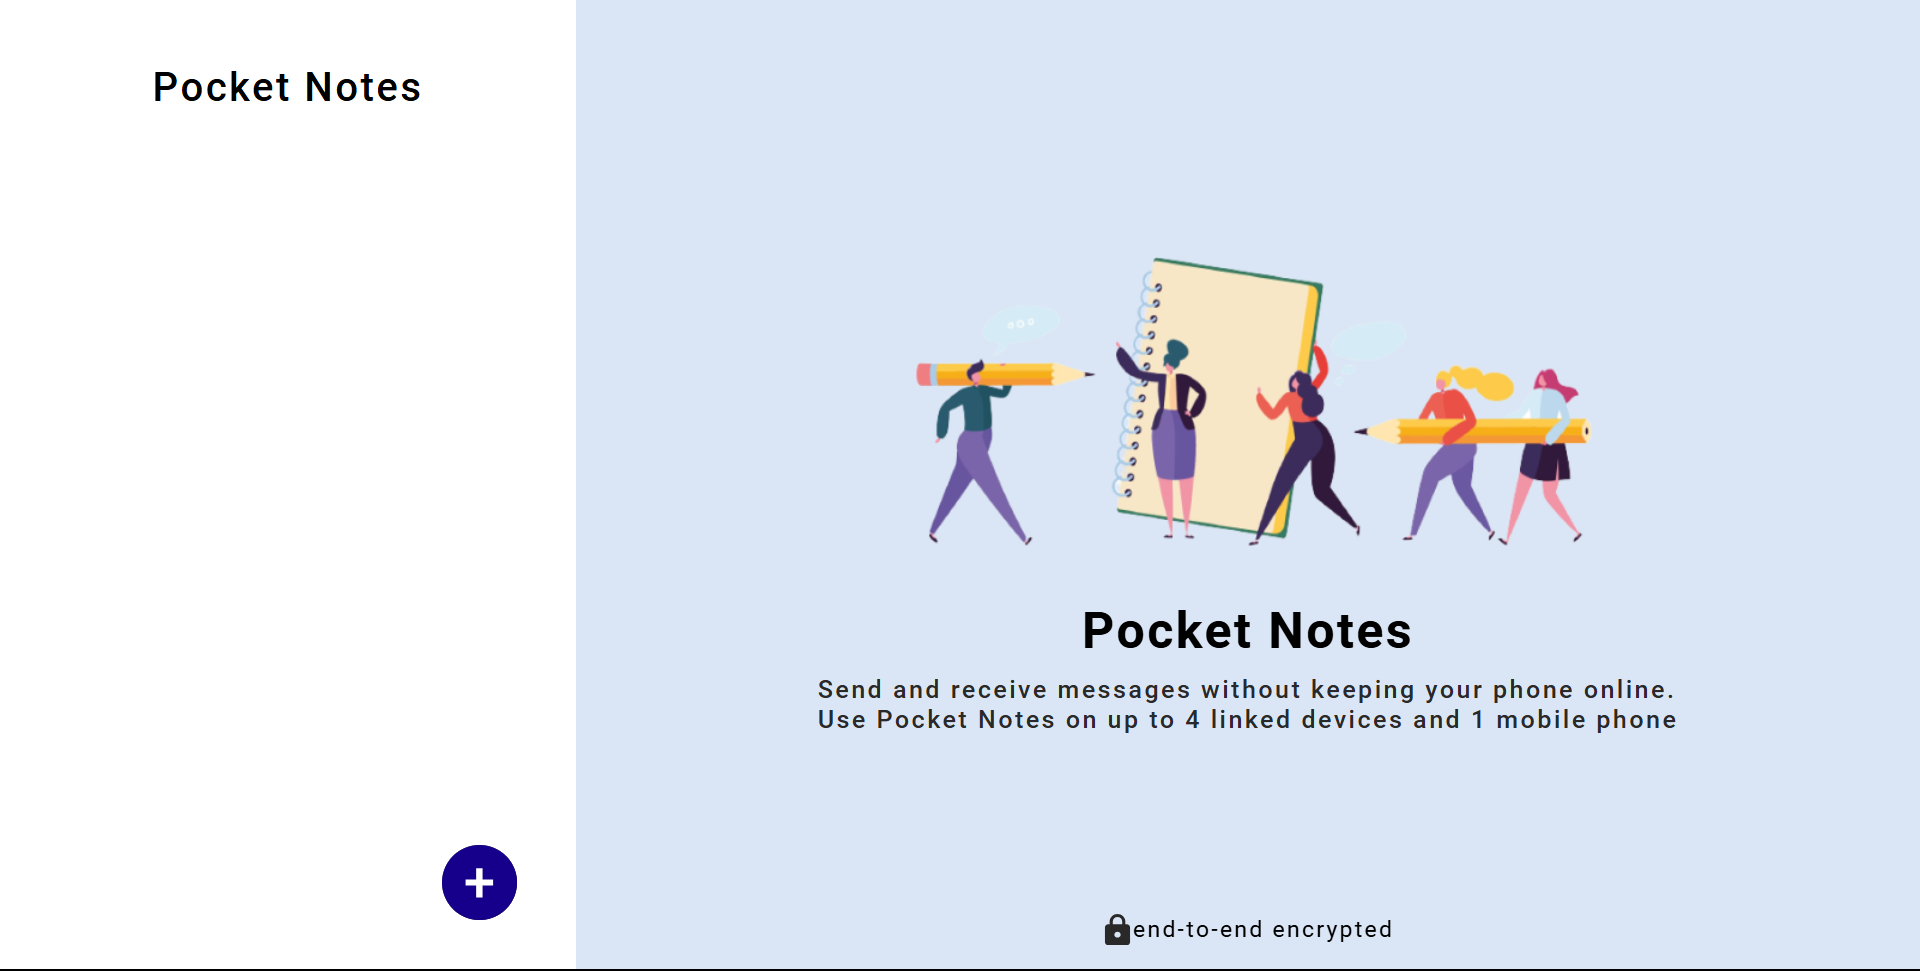 Pocket Notes
Pocket Notes
Send and receive messages without keeping your phone online.
Use Pocket Notes on up to 4 linked devices and 1 mobile phone
end-to-end encrypted